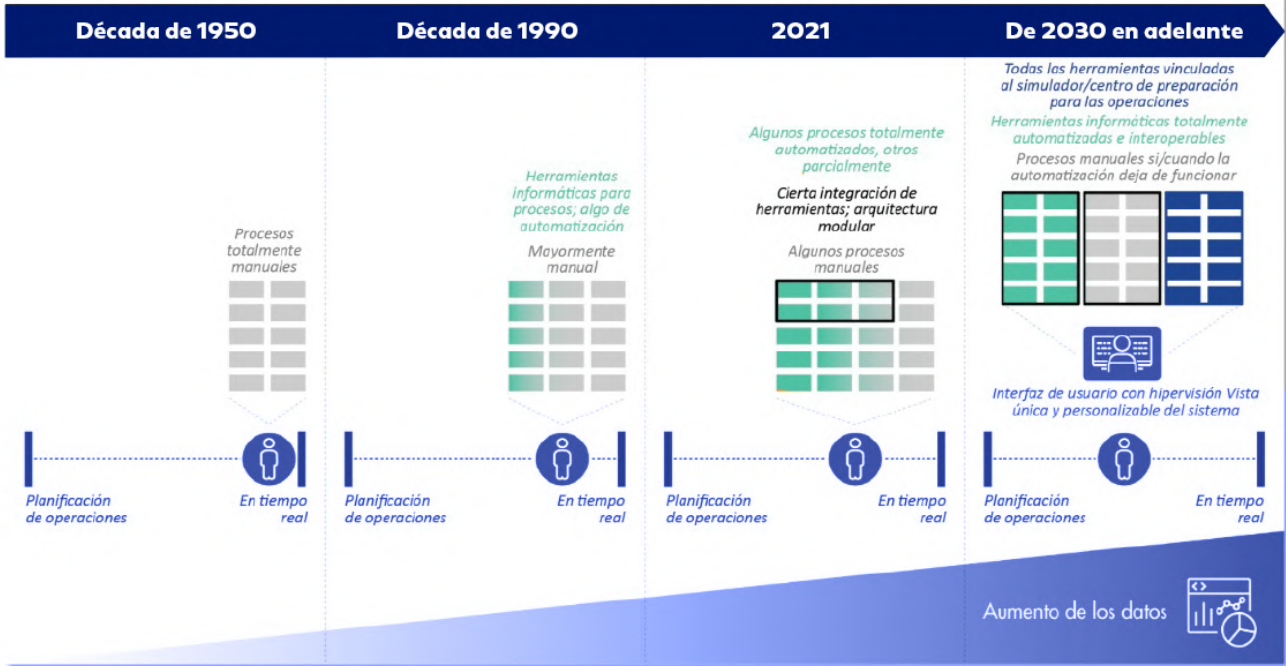 Década de 1950
Década de 1990
2021
De 2030 en adelante
Procesos
totalmente
manuales
Herramientas
informáticas para
procesos; algo de
automatización
Mayormente
manual
Algunos procesos totalmente
automatizados, otros
parcialmente
Cierta integración de
herramientas; arquitectura
modular
Algunos procesos
manuales
Todas las herramientas vinculadas
al simulador/centro de preparación
para las operaciones
Herramientas informáticas totalmente
automatizadas e interoperables
Procesos manuales si/cuando la
automatización deja de funcionar
Interfaz de usuario con hipervisión Vista
única y personalizable del sistema
Planificación
de operaciones
En tiempo
real
Planificación
de operaciones
En tiempo
real
Planificación
de operaciones
En tiempo
real
Planificación
de operaciones
En tiempo
real
Aumento de los datos